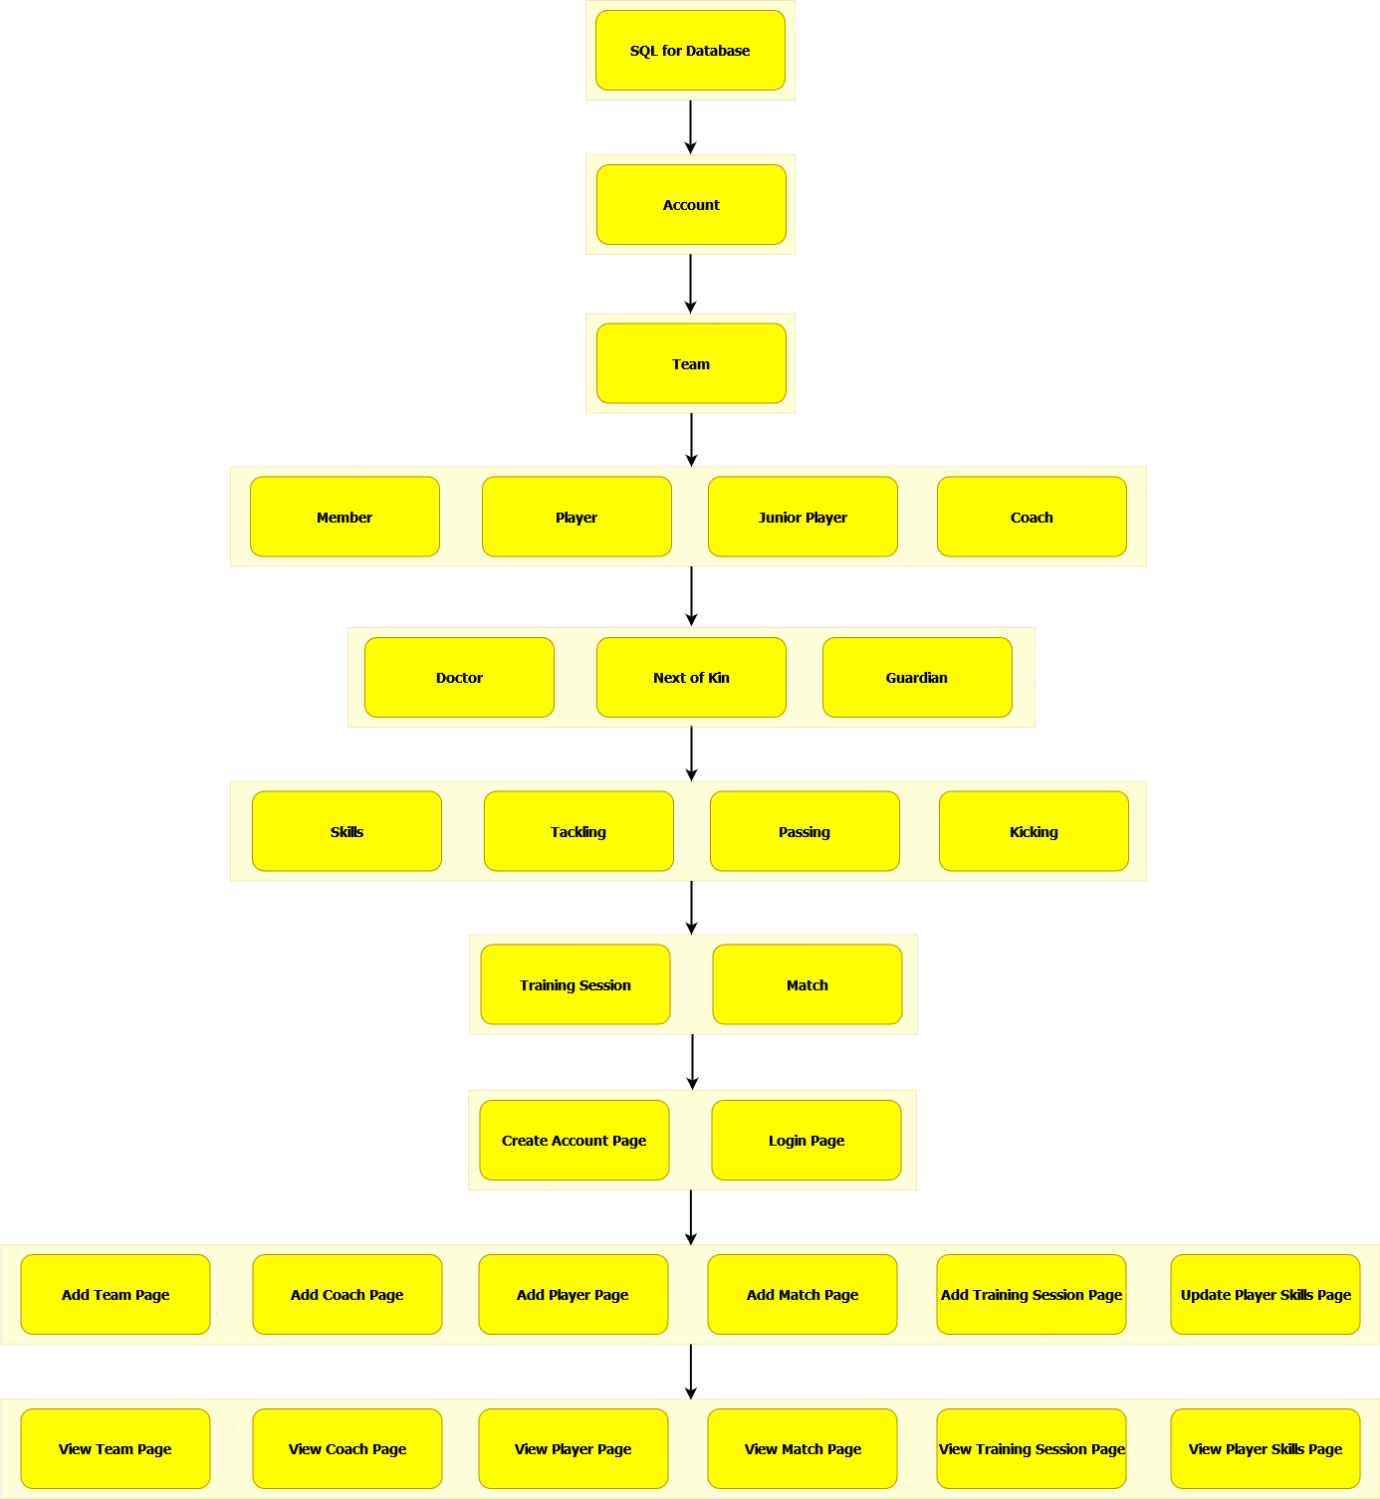 SQL for Database
Account
Team
Member
Player
Junior Player
Coach
Doctor
Next of Kin
Guardian
Skills
Tackling
Passing
Kicking
Training Session
Match
Create Account Page
Login Page
Add Team Page
Add Coach Page
Add Player Page
Add Match Page
Add Training Session Page
Update Player Skills Page
View Team Page
View Coach Page
View Player Page
View Match Page
View Training Session Page
View Player Skills Page